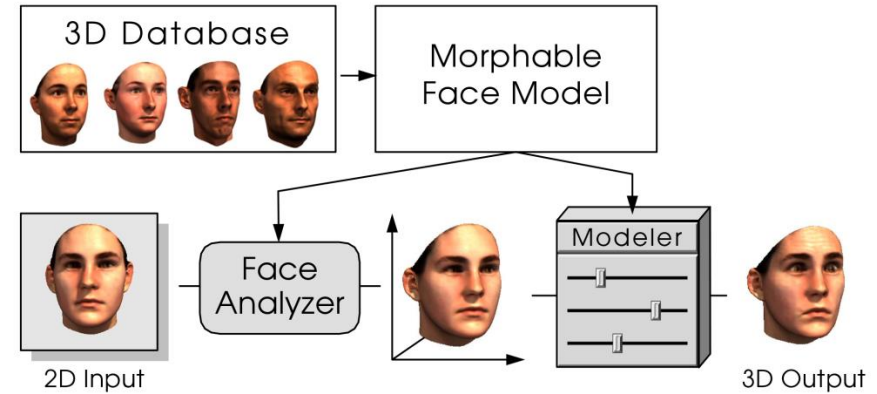 3D Database
Morphable
Face Model
Modeler
Face
Analyzer
2D Input
3D Output